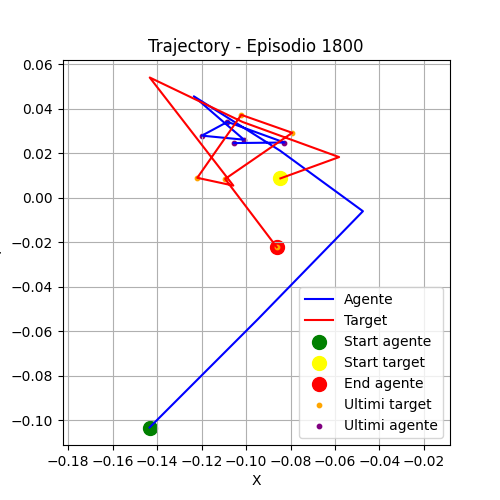 Trajectory - Episodio 1800
0.06
0.04
0.02
0.00
−0.02
−0.04
−0.06
−0.08
−0.10
Agente
Target
Start agente
Start target
End agente
Ultimi target
Ultimi agente
−0.18 −0.16 −0.14 −0.12 −0.10 −0.08 −0.06 −0.04 −0.02
X